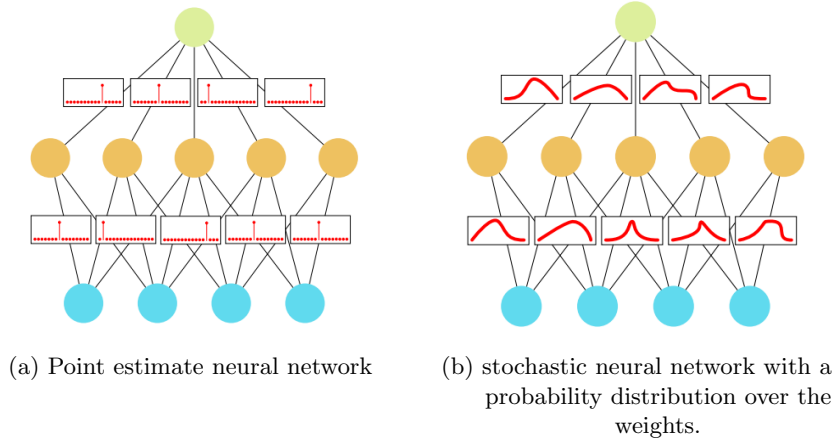 (a) Point estimate neural network
(b) stochastic neural network with a
probability distribution over the
weights.